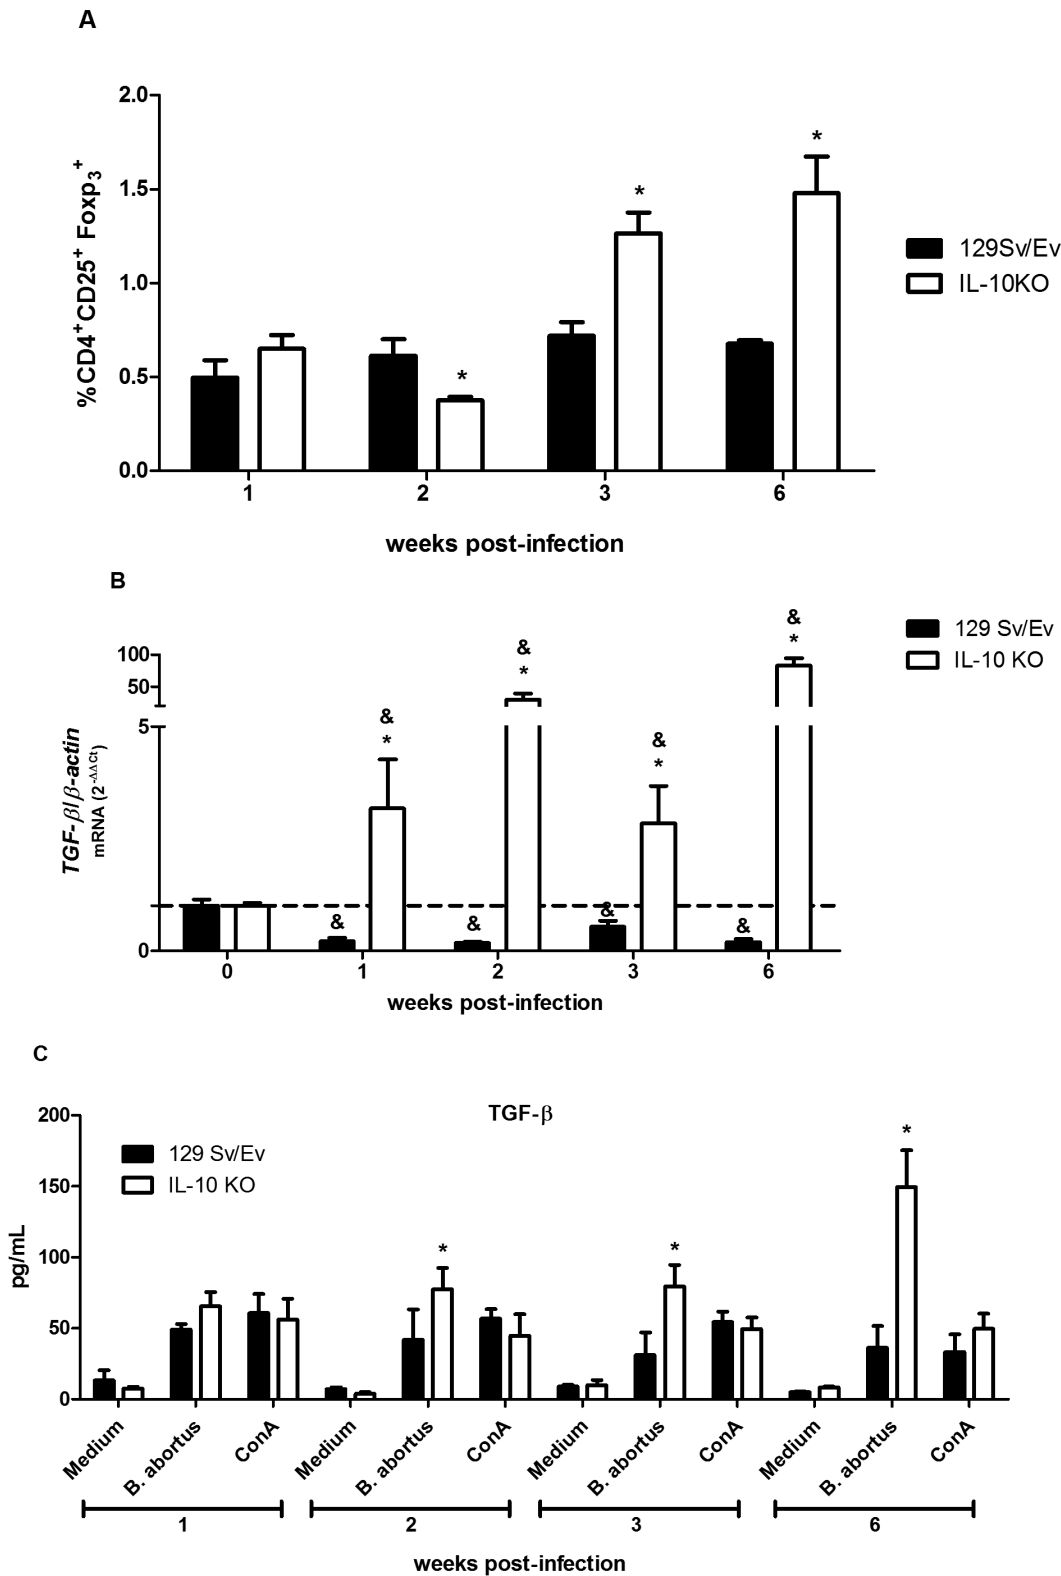 A
2.0
1.5
1.0
0.5
0.0
%CD4+CD25+ Foxp3+
*
*
*
129Sv/Ev
IL-10KO
1 2 3 6
weeks post-infection
B
129 Sv/Ev
IL-10 KO
100
50
5
0
TGF-β/β-actin
mRNA (2-ΔΔCt)
&
*
&
*
&
*
&
*
& & & &
0 1 2 3 6
weeks post-infection
C
TGF-β
129 Sv/Ev
IL-10 KO
200
150
100
50
0
pg/mL
* * *
Medium B. abortus ConA Medium B. abortus ConA Medium B. abortus ConA Medium B. abortus ConA
1 2 3 6
weeks post-infection